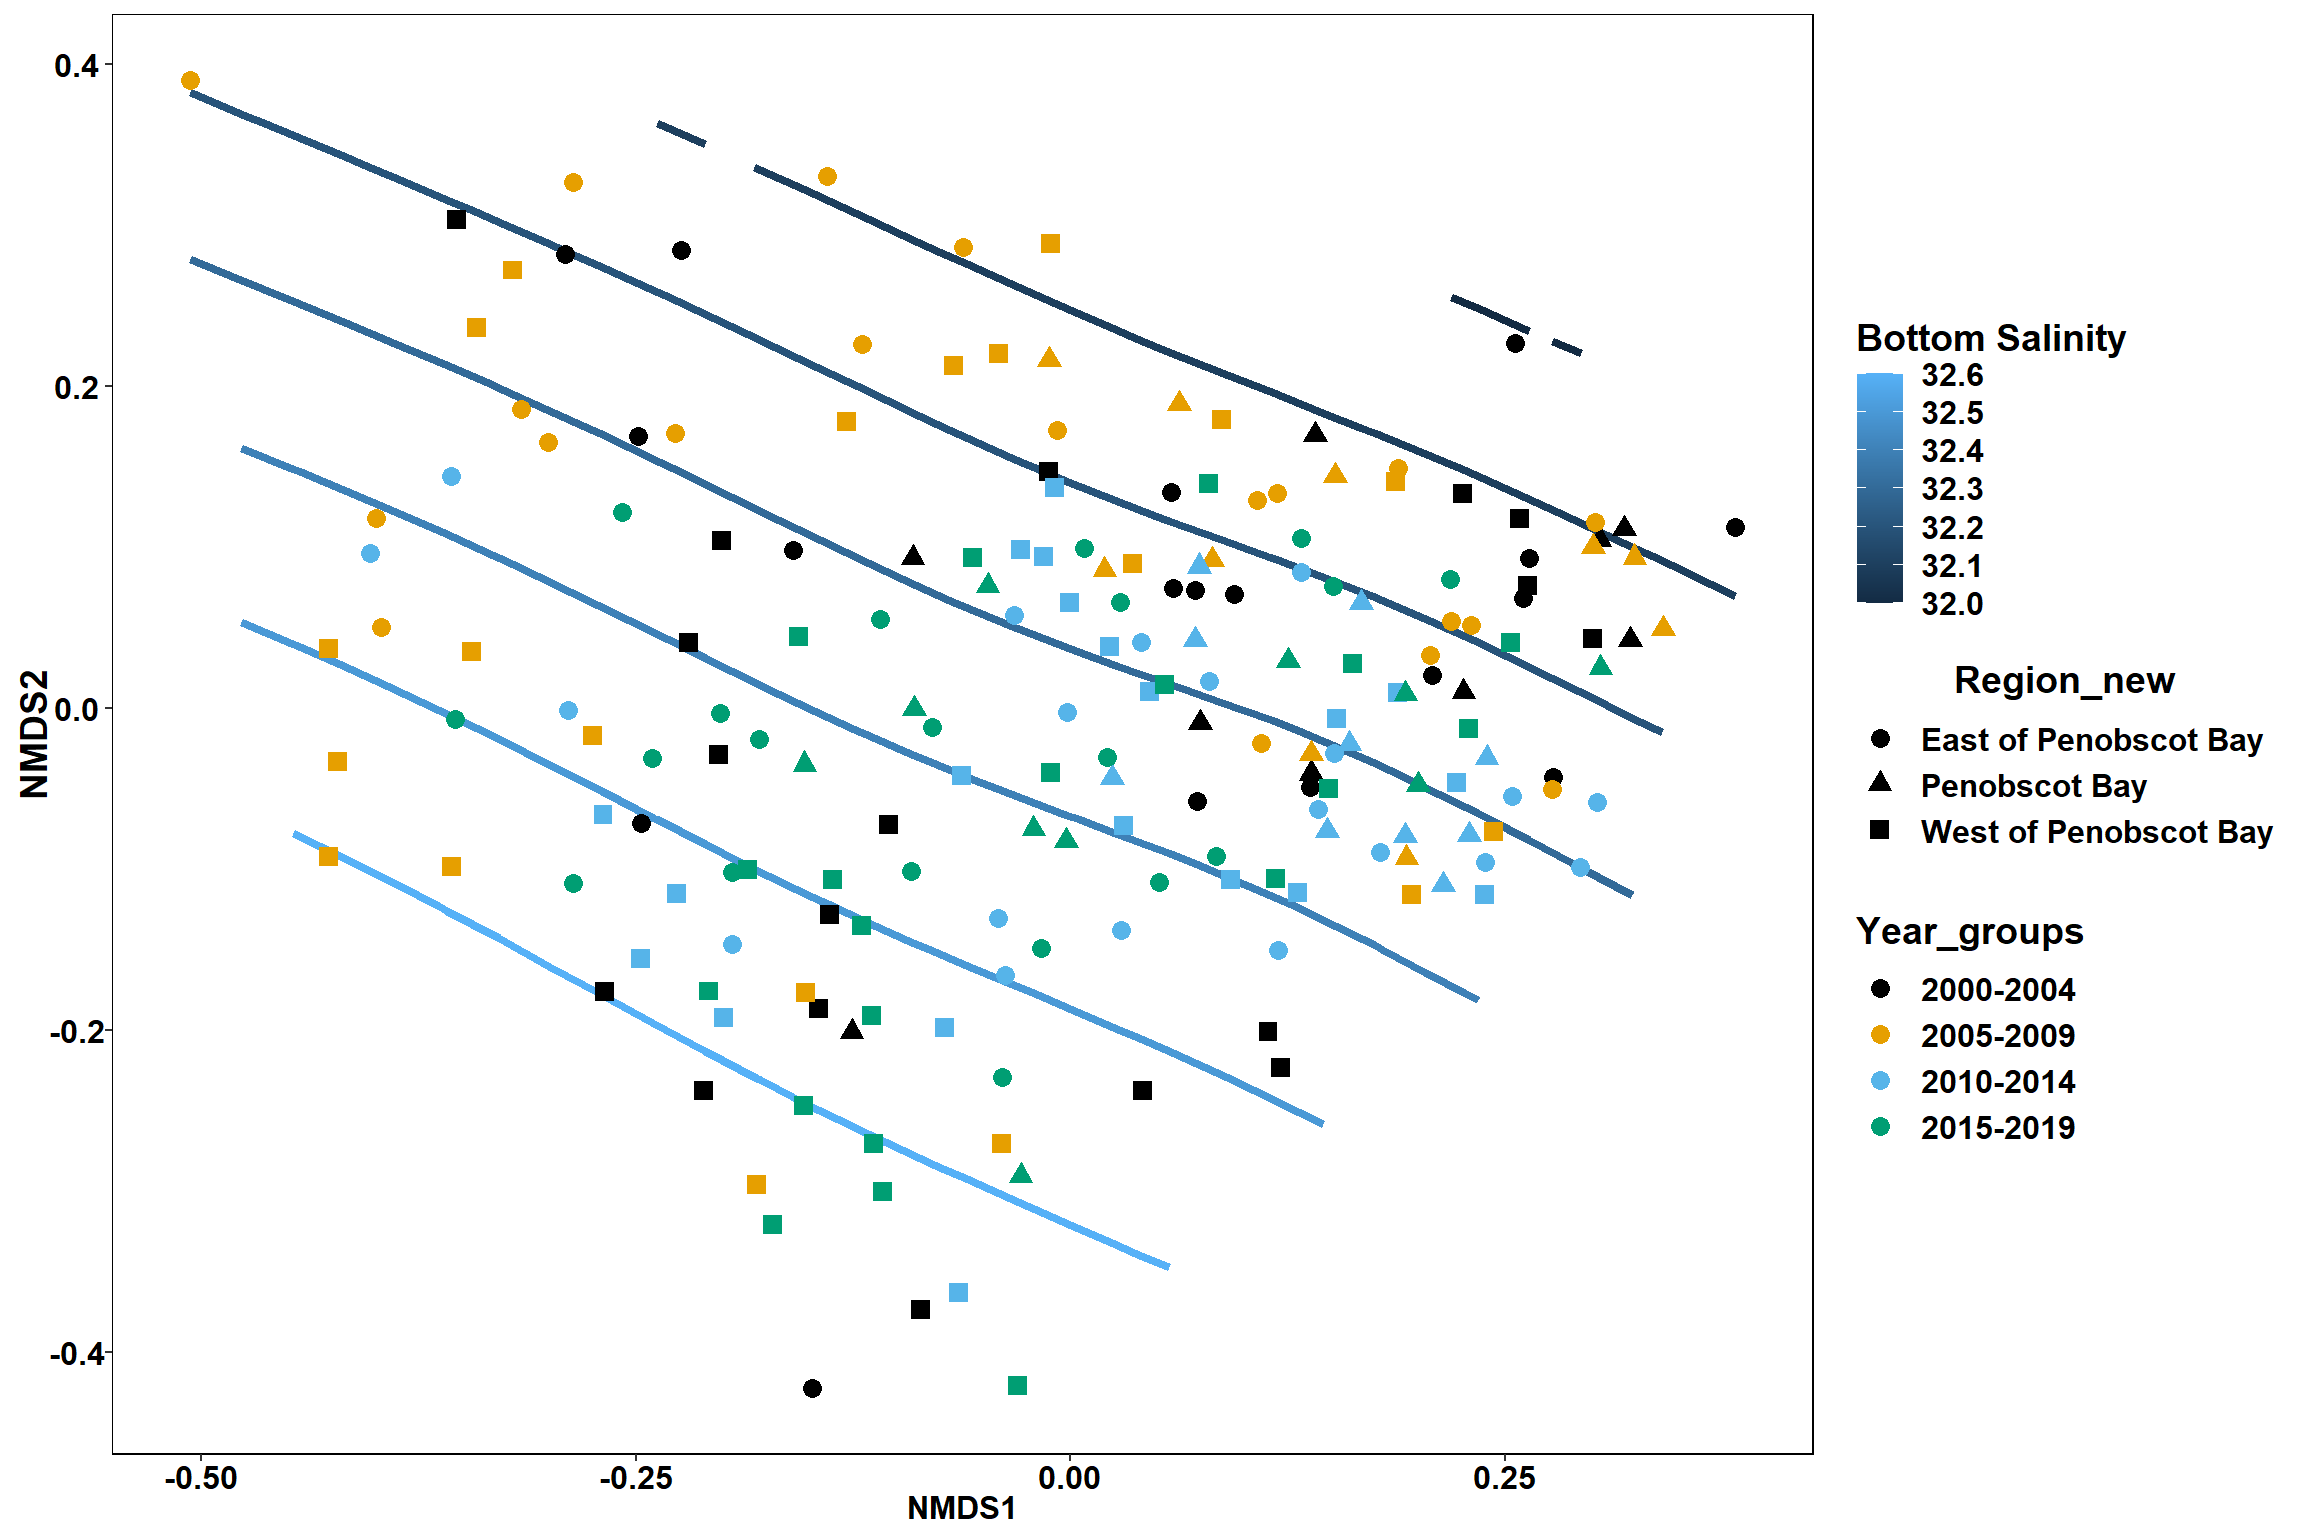 NMDS2
0.4
0.2
0.0
-0.2
-0.4
-0.50
-0.25
0.00
0.25
NMDS1
Bottom Salinity
32.6
32.5
32.4
32.3
32.2
32.1
32.0
Region_new
East of Penobscot Bay
Penobscot Bay
West of Penobscot Bay
Year_groups
2000-2004
2005-2009
2010-2014
2015-2019